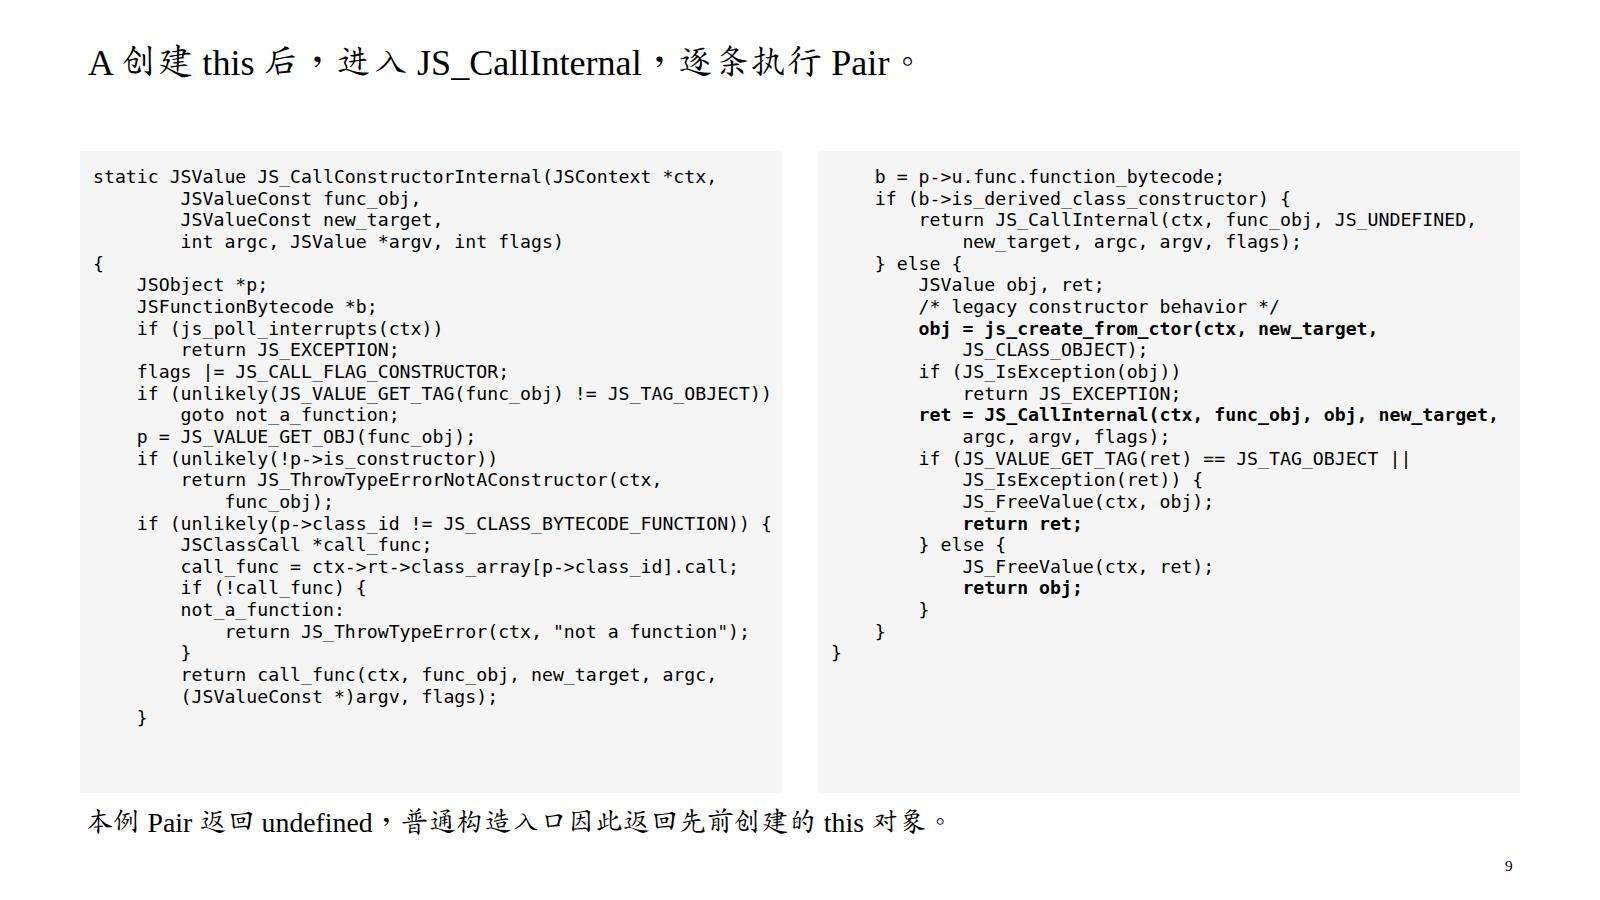 A 创建 this 后，进入 JS_CallInternal，逐条执行 Pair。
static JSValue JS_CallConstructorInternal(JSContext *ctx,
        JSValueConst func_obj,
        JSValueConst new_target,
        int argc, JSValue *argv, int flags)
{
    JSObject *p;
    JSFunctionBytecode *b;
    if (js_poll_interrupts(ctx))
        return JS_EXCEPTION;
    flags |= JS_CALL_FLAG_CONSTRUCTOR;
    if (unlikely(JS_VALUE_GET_TAG(func_obj) != JS_TAG_OBJECT))
        goto not_a_function;
    p = JS_VALUE_GET_OBJ(func_obj);
    if (unlikely(!p->is_constructor))
        return JS_ThrowTypeErrorNotAConstructor(ctx,
            func_obj);
    if (unlikely(p->class_id != JS_CLASS_BYTECODE_FUNCTION)) {
        JSClassCall *call_func;
        call_func = ctx->rt->class_array[p->class_id].call;
        if (!call_func) {
        not_a_function:
            return JS_ThrowTypeError(ctx, "not a function");
        }
        return call_func(ctx, func_obj, new_target, argc,
        (JSValueConst *)argv, flags);
    }
    b = p->u.func.function_bytecode;
    if (b->is_derived_class_constructor) {
        return JS_CallInternal(ctx, func_obj, JS_UNDEFINED,
            new_target, argc, argv, flags);
    } else {
        JSValue obj, ret;
        /* legacy constructor behavior */
        obj = js_create_from_ctor(ctx, new_target,
            JS_CLASS_OBJECT);
        if (JS_IsException(obj))
            return JS_EXCEPTION;
        ret = JS_CallInternal(ctx, func_obj, obj, new_target,
            argc, argv, flags);
        if (JS_VALUE_GET_TAG(ret) == JS_TAG_OBJECT ||
            JS_IsException(ret)) {
            JS_FreeValue(ctx, obj);
            return ret;
        } else {
            JS_FreeValue(ctx, ret);
            return obj;
        }
    }
}
本例 Pair 返回 undefined，普通构造入口因此返回先前创建的 this 对象。
9